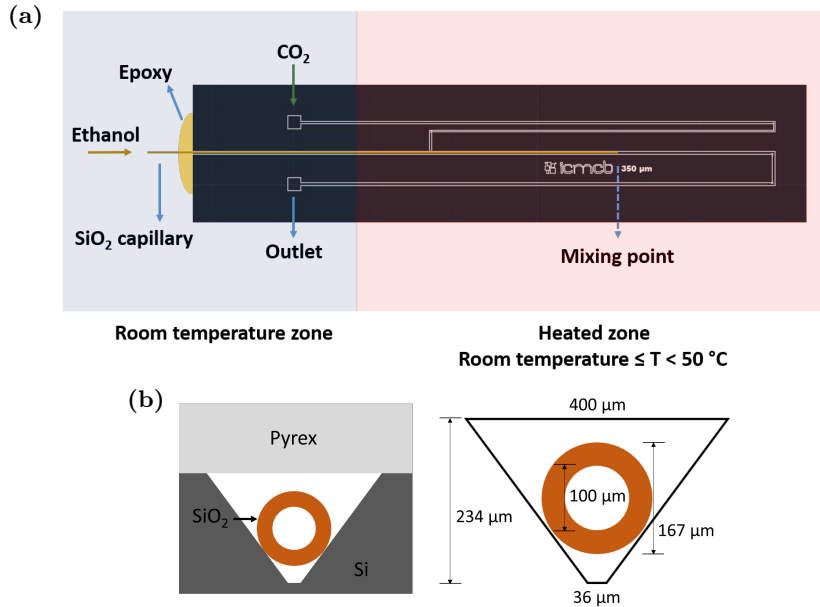 (a)
CO2
Epoxy
Ethanol
icmcb 350 μm
SiO2 capillary
Outlet
Mixing point
Room temperature zone
Heated zone
Room temperature ≤ T < 50 °C
(b)
Pyrex
SiO2
Si
400 μm
100 μm
234 μm
167 μm
36 μm